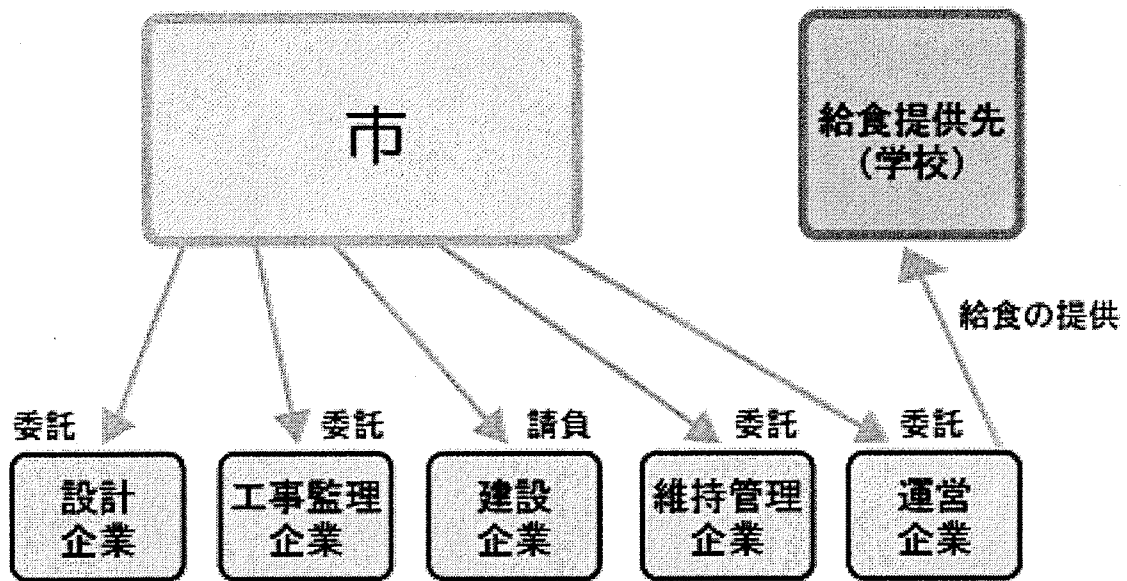 市
給食提供先
(学校)
給食の提供
委託
委託
請負
委託
委託
設計
企業
工事監理
企業
建設
企業
維持管理
企業
運営
企業